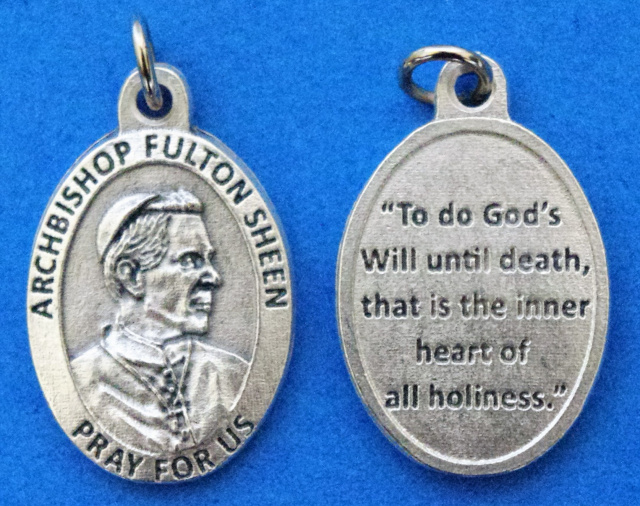 ARCHBISHOP FULTON SHEEN
PRAY FOR US
“To do God’s
Will until death,
that is the inner
heart of
all holiness.”